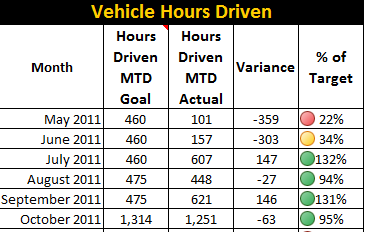 Vehicle Hours Driven
Month Hours Driven MTD Goal Hours Driven MTD Actual Variance % of Target
May 2011 460 101 -359 22%
June 2011 460 157 -303 34%
July 2011 460 607 147 132%
August 2011 475 448 -27 94%
September 2011 475 621 146 131%
October 2011 1,314 1,251 -63 95%